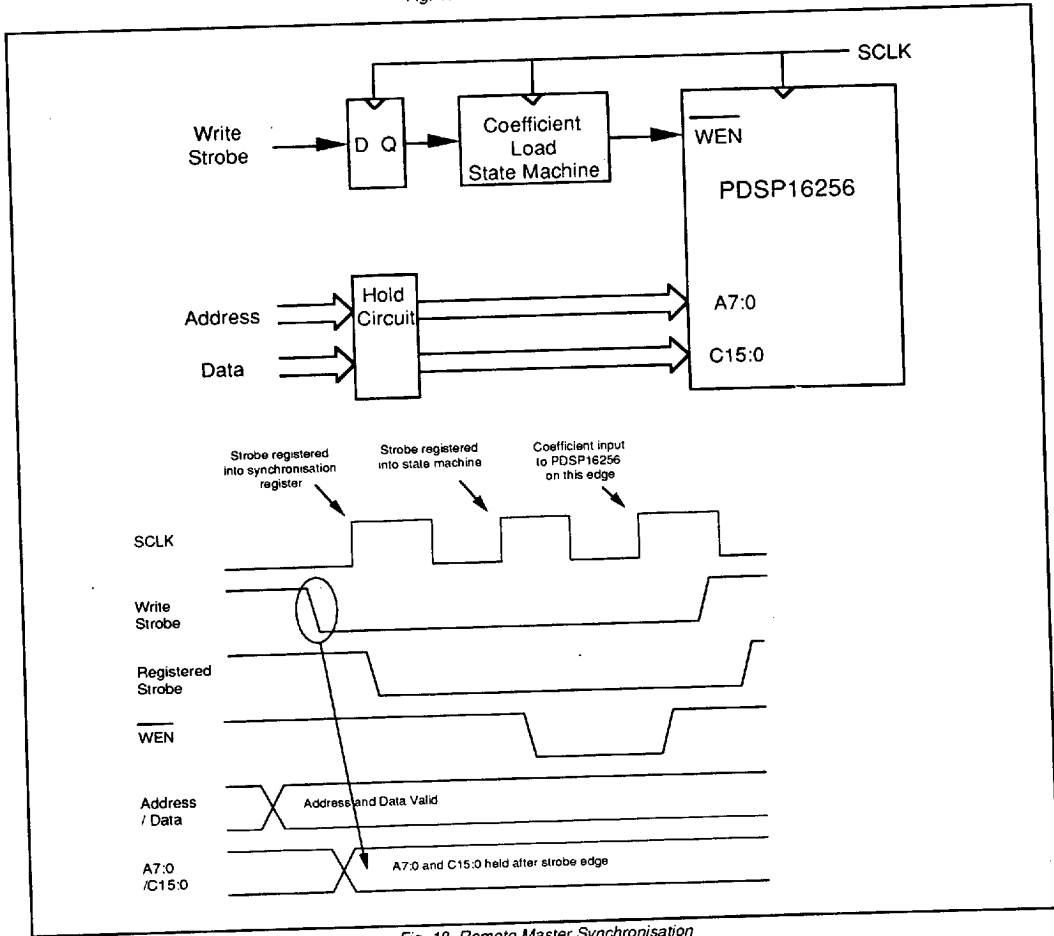 SCLK
Write
Strobe
D Q
Coefficient
Load
State Machine
WEN
PDSP16256
Address
Data
Hold
Circuit
A7:0
C15:0
Strobe registered
into synchronisation
register
Strobe registered
into state machine
Coefficient input
to PDSP16256
on this edge
SCLK
Write
Strobe
Registered
Strobe
WEN
Address
/ Data
Address and Data Valid
A7:0
/C15:0
A7:0 and C15:0 held after strobe edge
Fig. 18 Remote Master Synchronisation